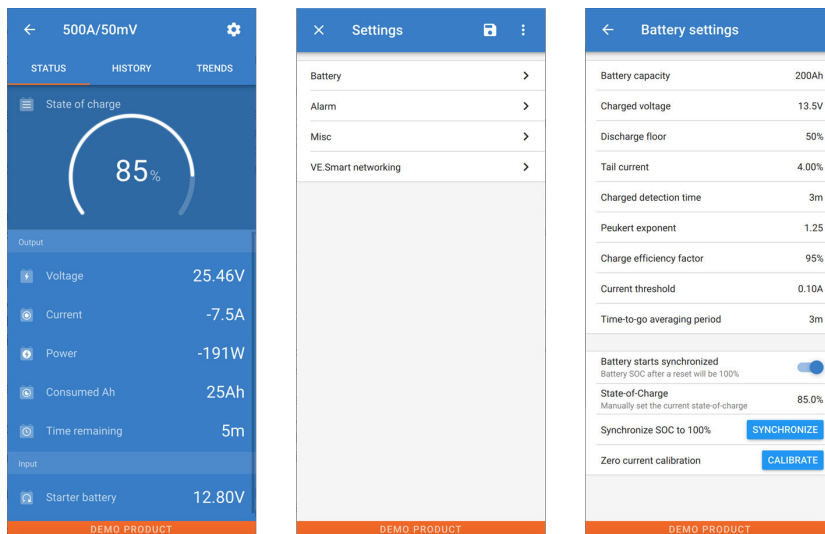 500A/50mV
STATUS HISTORY TRENDS
State of charge
85%
Output
Voltage 25.46V
Current -7.5A
Power -191W
Consumed Ah 25Ah
Time remaining 5m
Input
Starter battery 12.80V
DEMO PRODUCT
Settings
Battery
Alarm
Misc
VE.Smart networking
DEMO PRODUCT
Battery settings
Battery capacity 200Ah
Charged voltage 13.5V
Discharge floor 50%
Tail current 4.00%
Charged detection time 3m
Peukert exponent 1.25
Charge efficiency factor 95%
Current threshold 0.10A
Time-to-go averaging period 3m
Battery starts synchronized
Battery SOC after a reset will be 100%
State-of-Charge 85.0%
Manually set the current state-of-charge
Synchronize SOC to 100% SYNCHRONIZE
Zero current calibration CALIBRATE
DEMO PRODUCT